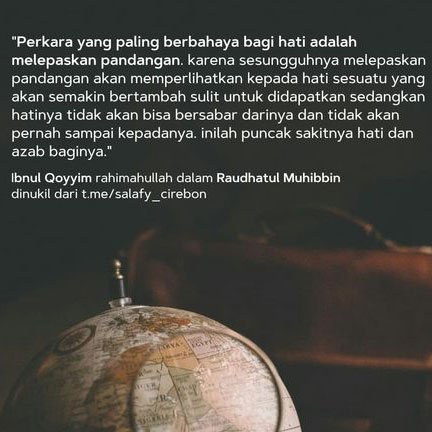 "Perkara yang paling berbahaya bagi hati adalah
melepaskan pandangan. karena sesungguhnya melepaskan
pandangan akan memperlihatkan kepada hati sesuatu yang
akan semakin bertambah sulit untuk didapatkan sedangkan
hatinya tidak akan bisa bersabar darinya dan tidak akan
pernah sampai kepadanya. inilah puncak sakitnya hati dan
azab baginya."
Ibnul Qoyyim rahimahullah dalam Raudhatul Muhibbin
dinukil dari t.me/salafy_cirebon